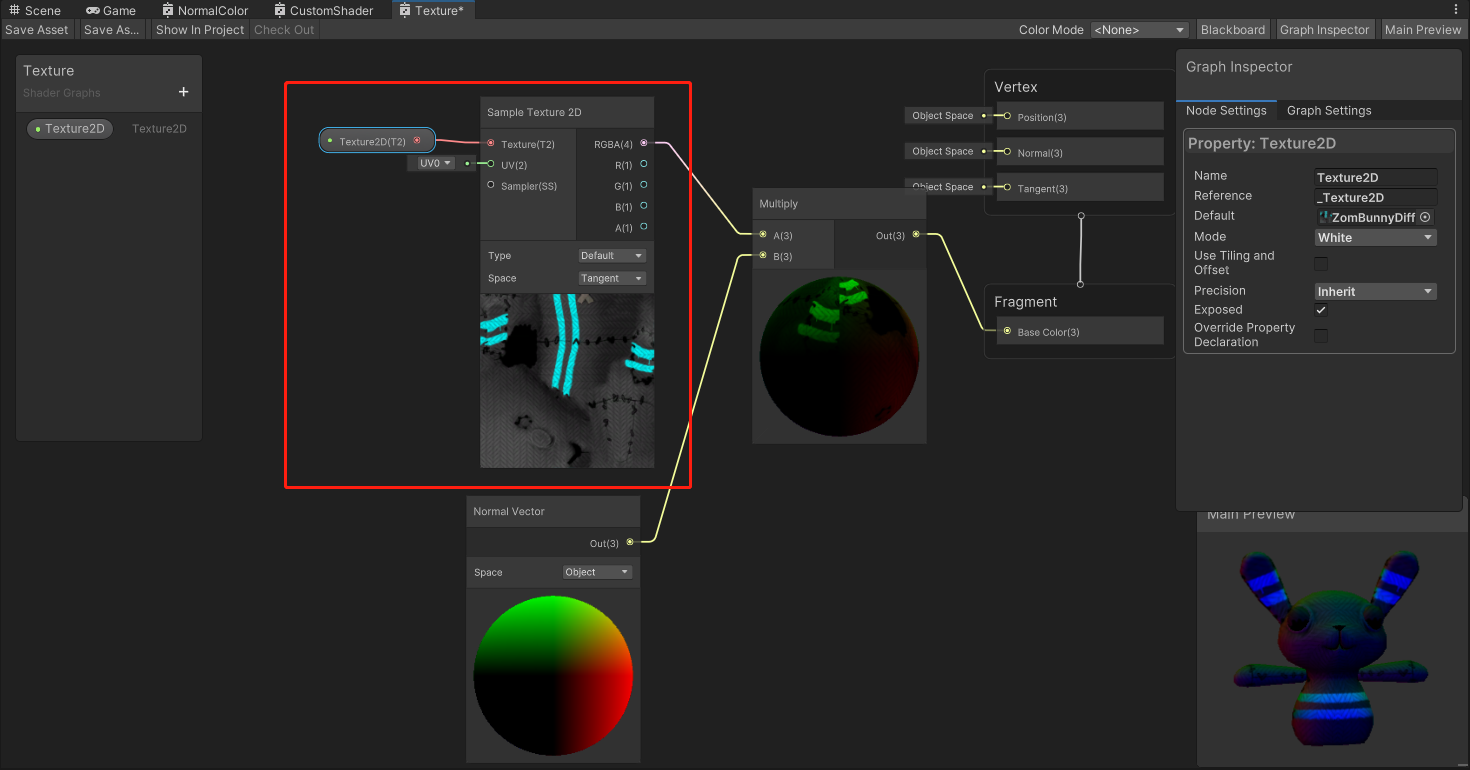 Scene
Game
NormalColor
CustomShader
Texture*
Save Asset
Save As...
Show In Project
Check Out
Color Mode
<None>
Blackboard
Graph Inspector
Main Preview
Texture
Shader Graphs
+
Texture2D
Texture2D
Texture2D(T2)
UV0
Sample Texture 2D
Texture(T2)
RGBA(4)
UV(2)
R(1)
Sampler(SS)
G(1)
B(1)
A(1)
Type
Default
Space
Tangent
Normal Vector
Out(3)
Space
Object
Multiply
A(3)
Out(3)
B(3)
Vertex
Object Space
Position(3)
Object Space
Normal(3)
Object Space
Tangent(3)
Fragment
Base Color(3)
Graph Inspector
Node Settings
Graph Settings
Property: Texture2D
Name
Texture2D
Reference
_Texture2D
Default
ZomBunnyDiff
Mode
White
Use Tiling and
Offset
Precision
Inherit
Exposed
Override Property
Declaration
Main Preview